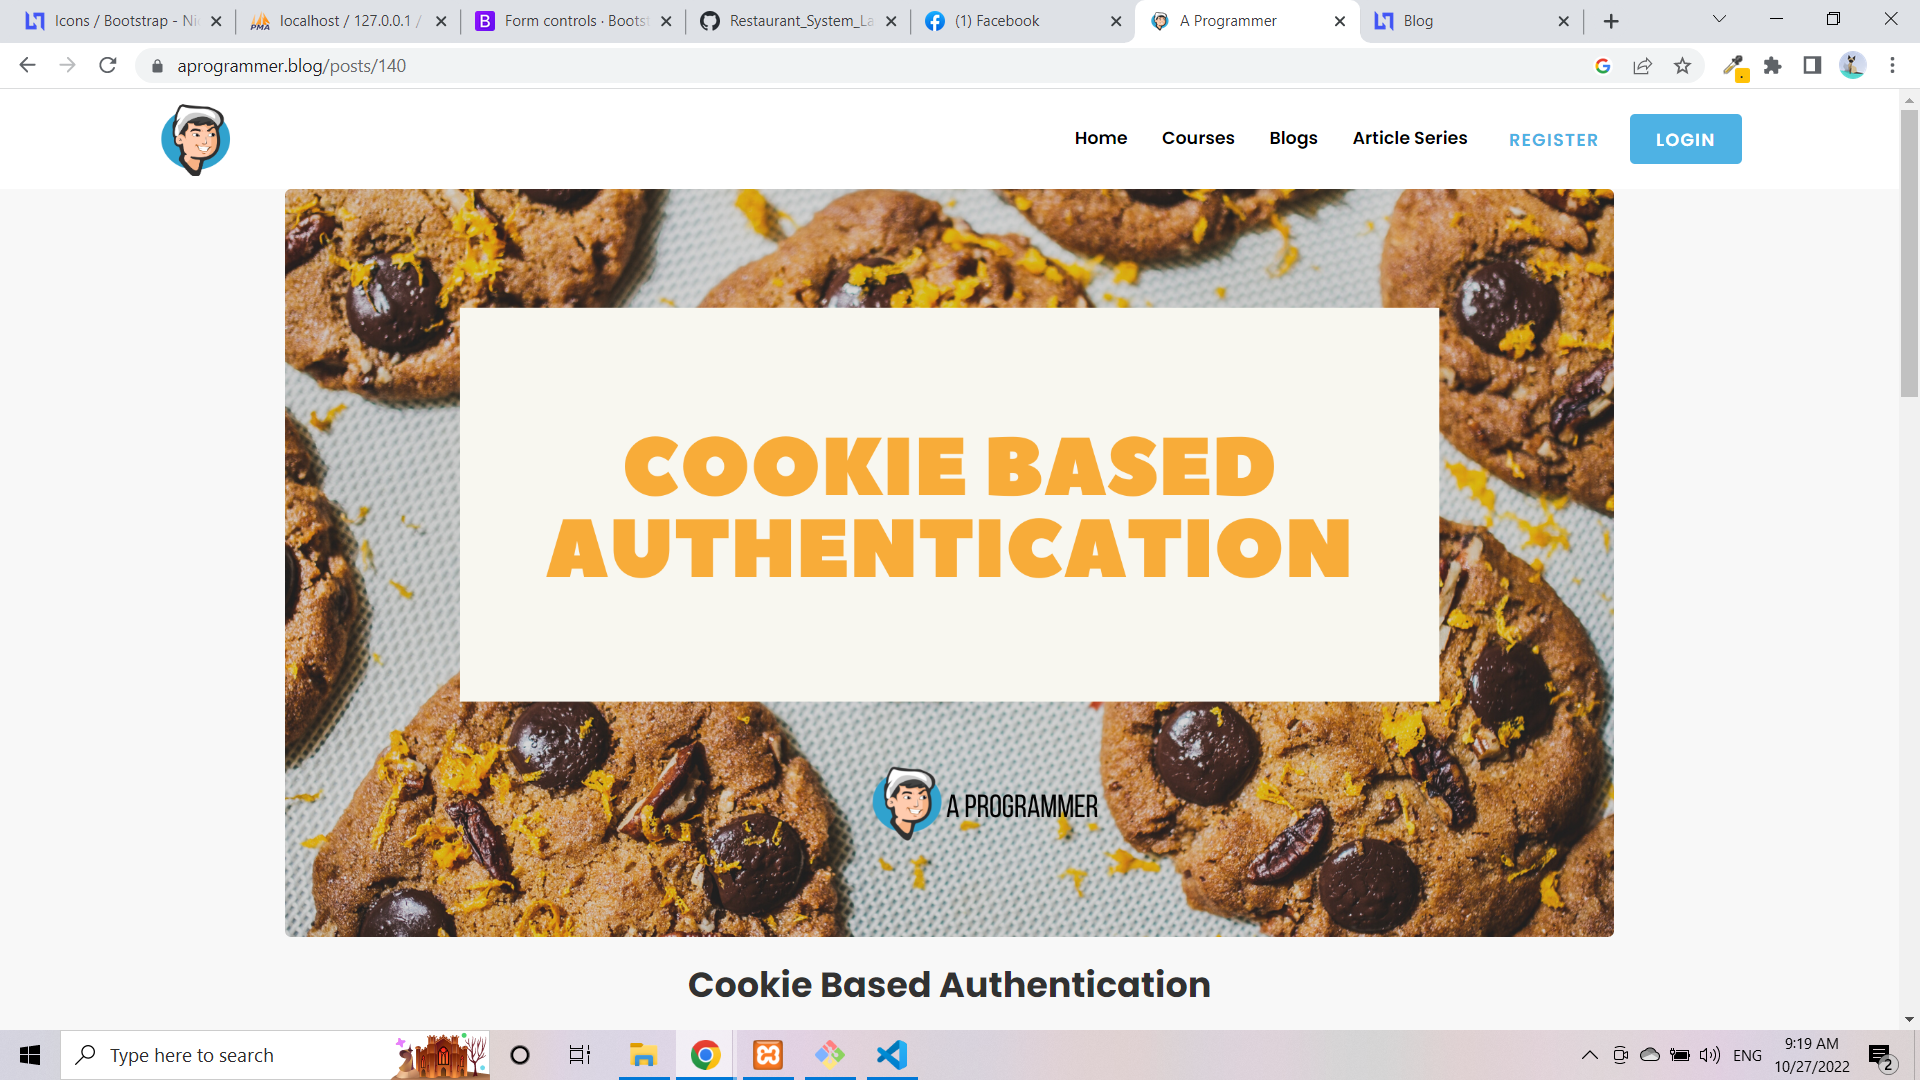 Icons / Bootstrap - Ni
localhost / 127.0.0.1 /
Form controls · Boots
Restaurant_System_La
(1) Facebook
A Programmer
Blog
aprogrammer.blog/posts/140
Home
Courses
Blogs
Article Series
REGISTER
LOGIN
COOKIE BASED
AUTHENTICATION
A PROGRAMMER
Cookie Based Authentication
Type here to search
ENG
9:19 AM
10/27/2022
2